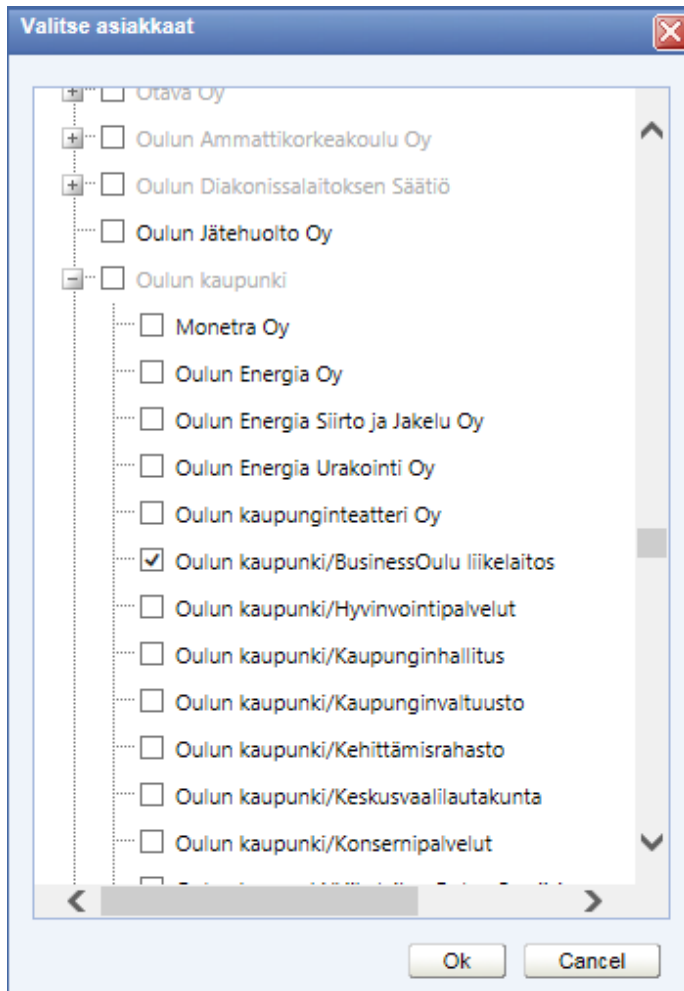 Valitse asiakkaat
Otava Oy
Oulun Ammattikorkeakoulu Oy
Oulun Diakonissalaitoksen Säätiö
Oulun Jätehuolto Oy
Oulun kaupunki
Monetra Oy
Oulun Energia Oy
Oulun Energia Siirto ja Jakelu Oy
Oulun Energia Urakointi Oy
Oulun kaupunginteatteri Oy
Oulun kaupunki/BusinessOulu liikelaitos
Oulun kaupunki/Hyvinvointipalvelut
Oulun kaupunki/Kaupunginhallitus
Oulun kaupunki/Kaupunginvaltuusto
Oulun kaupunki/Kehittämisrahasto
Oulun kaupunki/Keskusvaalilautakunta
Oulun kaupunki/Konsernipalvelut
Ok Cancel